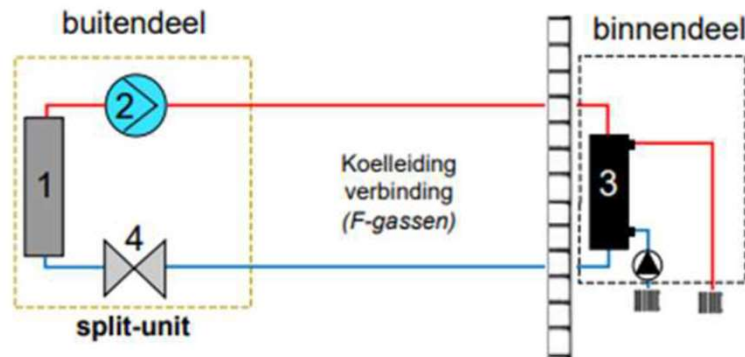 buitendeel
binnendeel
2
1
3
Koelleiding
verbinding
(F-gassen)
4
split-unit